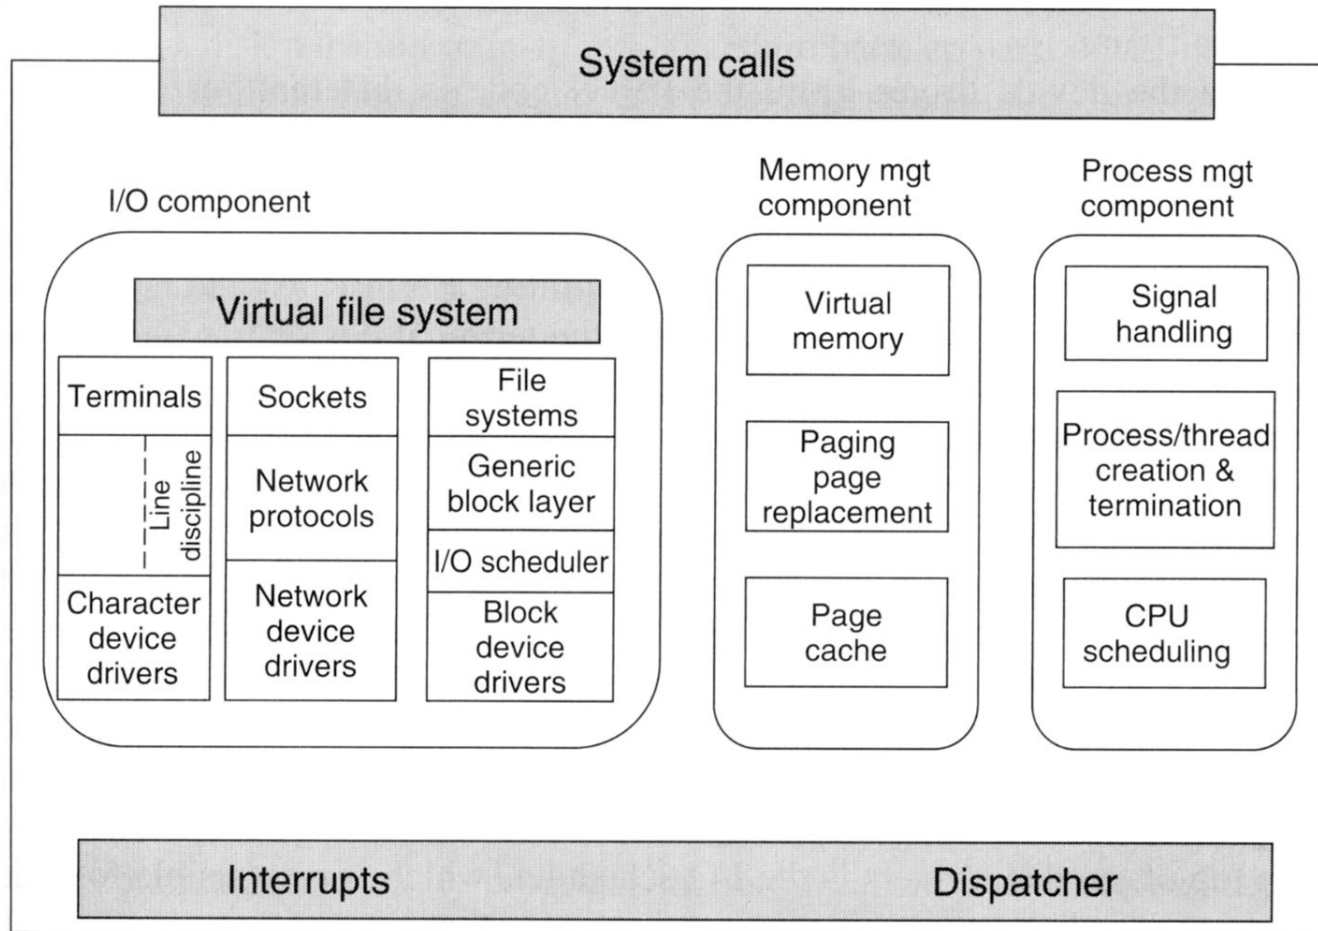 System calls
I/O component
Memory mgt
component
Process mgt
component
Virtual file system
Terminals
Line
discipline
Character
device
drivers
Sockets
Network
protocols
Network
device
drivers
File
systems
Generic
block layer
I/O scheduler
Block
device
drivers
Virtual
memory
Paging
page
replacement
Page
cache
Signal
handling
Process/thread
creation &
termination
CPU
scheduling
Interrupts
Dispatcher